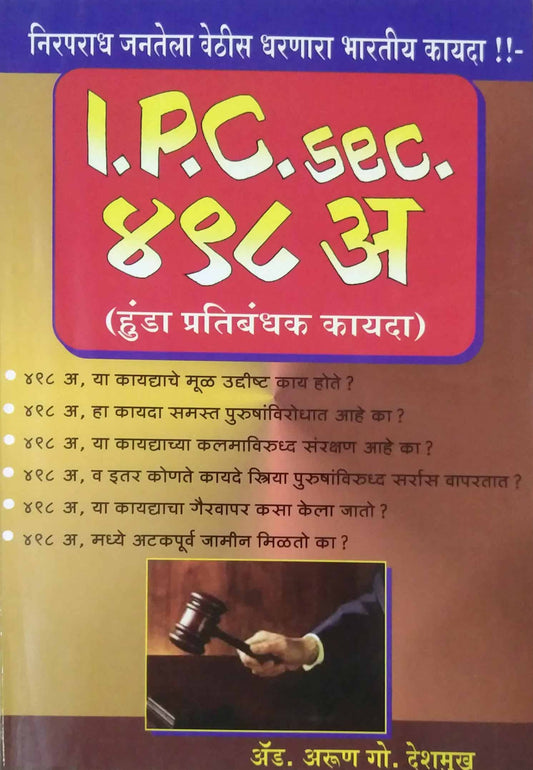 निरपराध जनतेला वेठीस धरणारा भारतीय कायदा !!-
I.P.C. sec.
४९८ अ
(हुंडा प्रतिबंधक कायदा)
• ४९८ अ, या कायद्याचे मूळ उद्दीष्ट काय होते ?
• ४९८ अ, हा कायदा समस्त पुरुषांविरोधात आहे का ?
• ४९८ अ, या कायद्याच्या कलमाविरुध्द संरक्षण आहे का ?
• ४९८ अ, व इतर कोणते कायदे स्त्रिया पुरुषांविरुध्द सर्रास वापरतात ?
• ४९८ अ, या कायद्याचा गैरवापर कसा केला जातो ?
• ४९८ अ, मध्ये अटकपूर्व जामीन मिळतो का ?
ॲड. अरूण गो. देशमुख